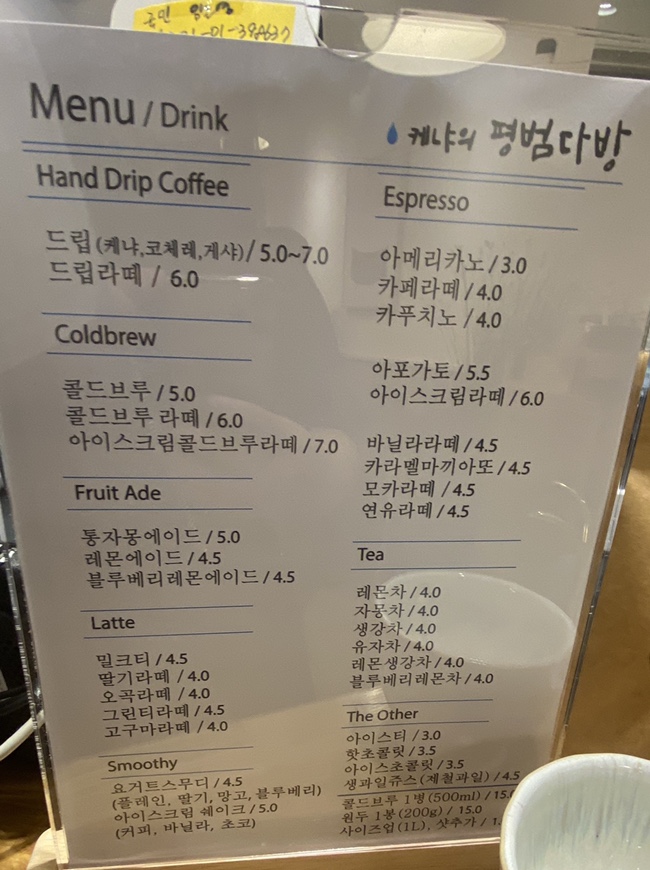 국민
Menu / Drink
케냐의 평범다방
Hand Drip Coffee
드립(케냐,코체레,게샤)/ 5.0~7.0
드립라떼 / 6.0
Coldbrew
콜드브루 / 5.0
콜드브루 라떼 / 6.0
아이스크림콜드브루라떼 / 7.0
Fruit Ade
통자몽에이드 / 5.0
레몬에이드 / 4.5
블루베리레몬에이드 / 4.5
Latte
밀크티 / 4.5
딸기라떼 / 4.0
오곡라떼 / 4.0
그린티라떼 / 4.5
고구마라떼 / 4.0
Smoothy
요거트스무디 / 4.5
(플레인, 딸기, 망고, 블루베리)
아이스크림 쉐이크 / 5.0
(커피, 바닐라, 초코)
Espresso
아메리카노 / 3.0
카페라떼 / 4.0
카푸치노 / 4.0
아포가토 / 5.5
아이스크림라떼 / 6.0
바닐라라떼 / 4.5
카라멜마끼아또 / 4.5
모카라떼 / 4.5
연유라떼 / 4.5
Tea
레몬차 / 4.0
자몽차 / 4.0
생강차 / 4.0
유자차 / 4.0
레몬생강차 / 4.0
블루베리레몬차 / 4.0
The Other
아이스티 / 3.0
핫초콜릿 / 3.5
아이스초콜릿 / 3.5
생과일쥬스(제철과일) / 4.5
콜드브루 1병(500ml) / 15.0
원두 1봉(200g) / 15.0
사이즈업(1L), 샷추가 /